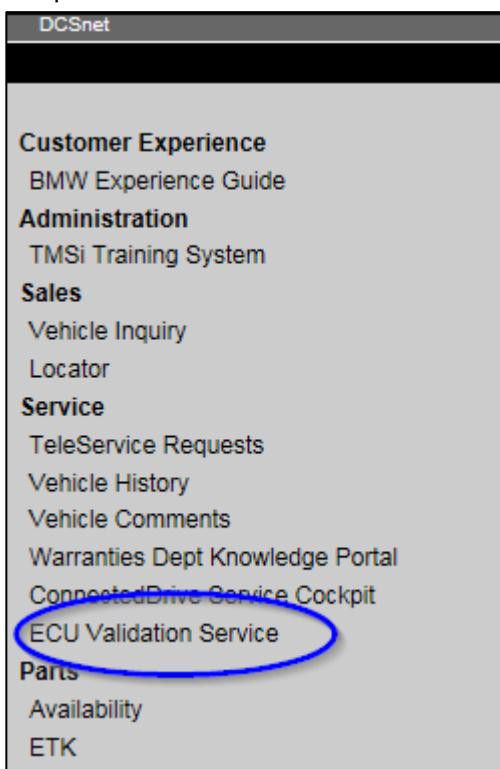 DCSnet
Customer Experience
BMW Experience Guide
Administration
TMSi Training System
Sales
Vehicle Inquiry
Locator
Service
TeleService Requests
Vehicle History
Vehicle Comments
Warranties Dept Knowledge Portal
ConnectedDrive Service Cockpit
ECU Validation Service
Parts
Availability
ETK